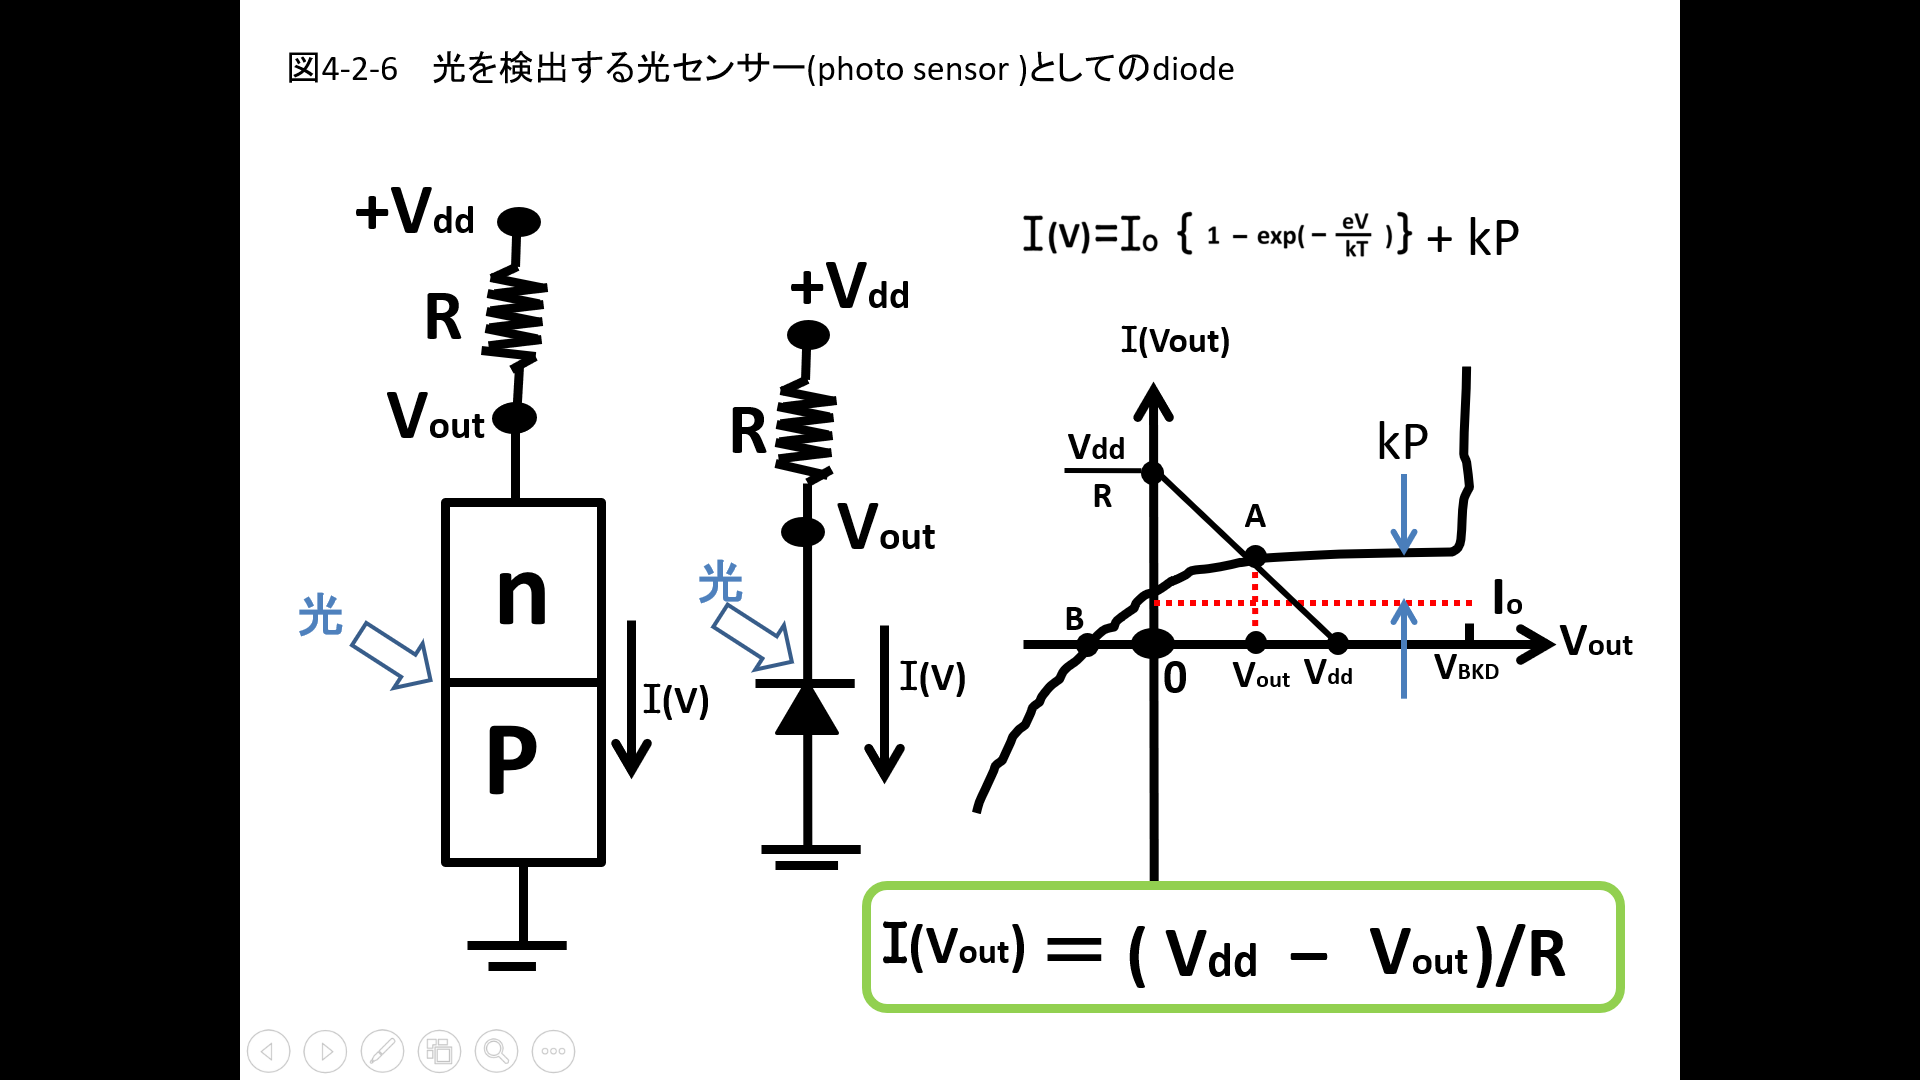 図4-2-6　光を検出する光センサー(photo sensor )としてのdiode
+Vdd
R
Vout
n
P
光
I(V)
+Vdd
R
Vout
光
I(V)
I(V)=Io { 1 － exp(－ eV/kT ) } + kP
I(Vout)
Vdd
R
A
B
0
Vout
Vdd
kP
Io
VBKD
Vout
I(Vout) ＝ ( Vdd － Vout )/R